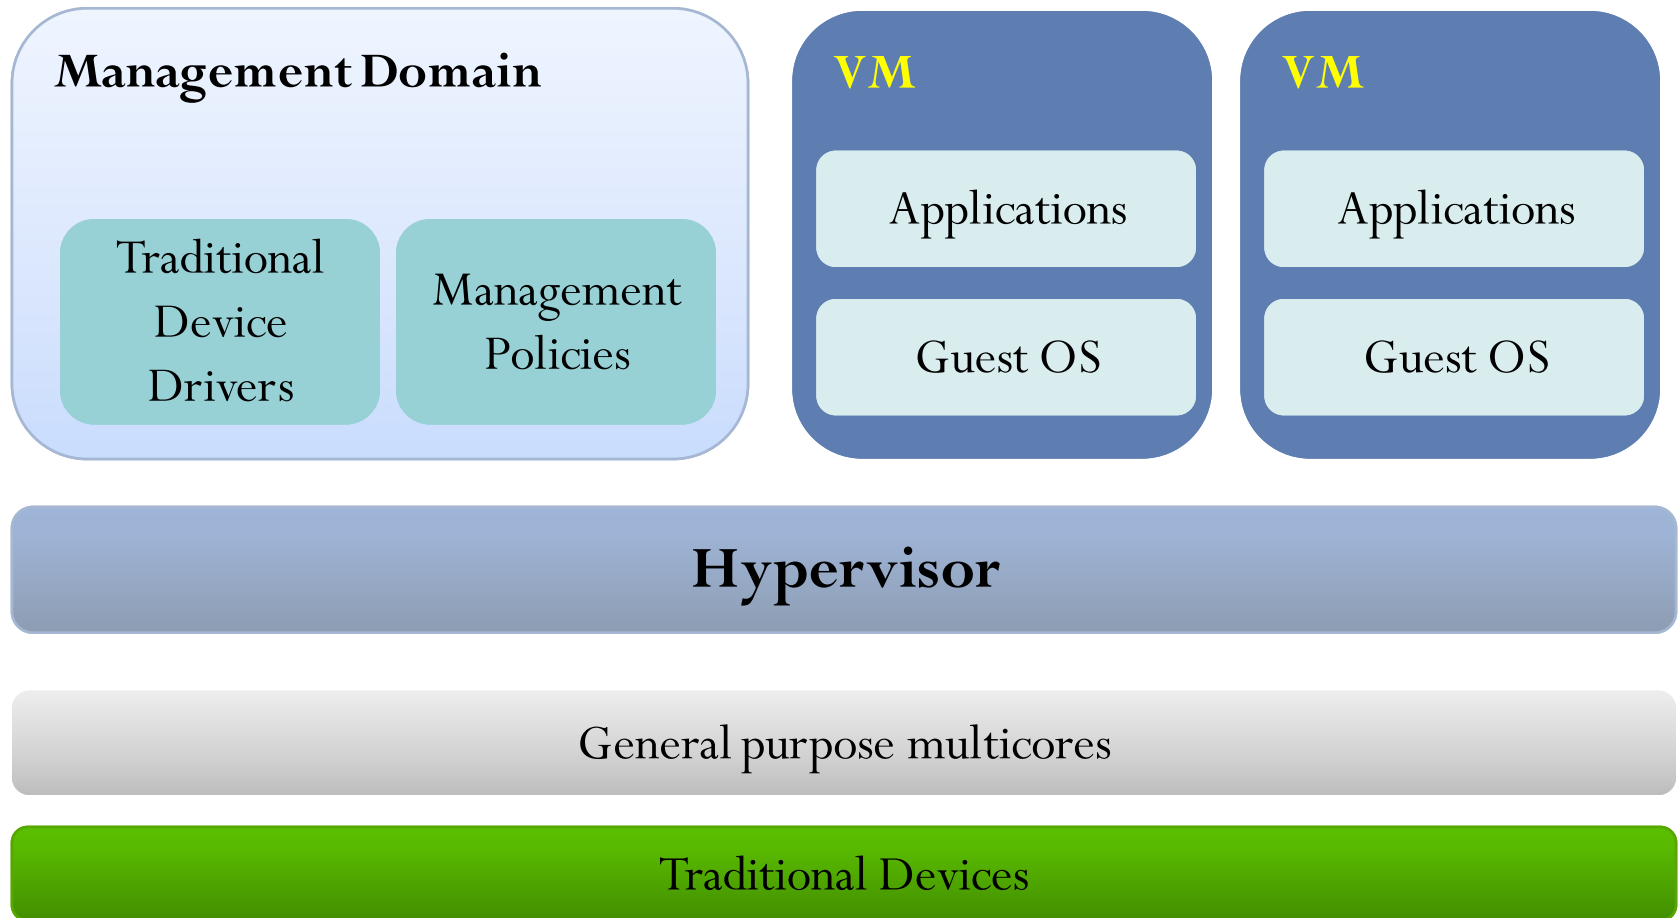 Management Domain
Traditional
Device
Drivers
Management
Policies
VM
Applications
Guest OS
VM
Applications
Guest OS
Hypervisor
General purpose multicores
Traditional Devices